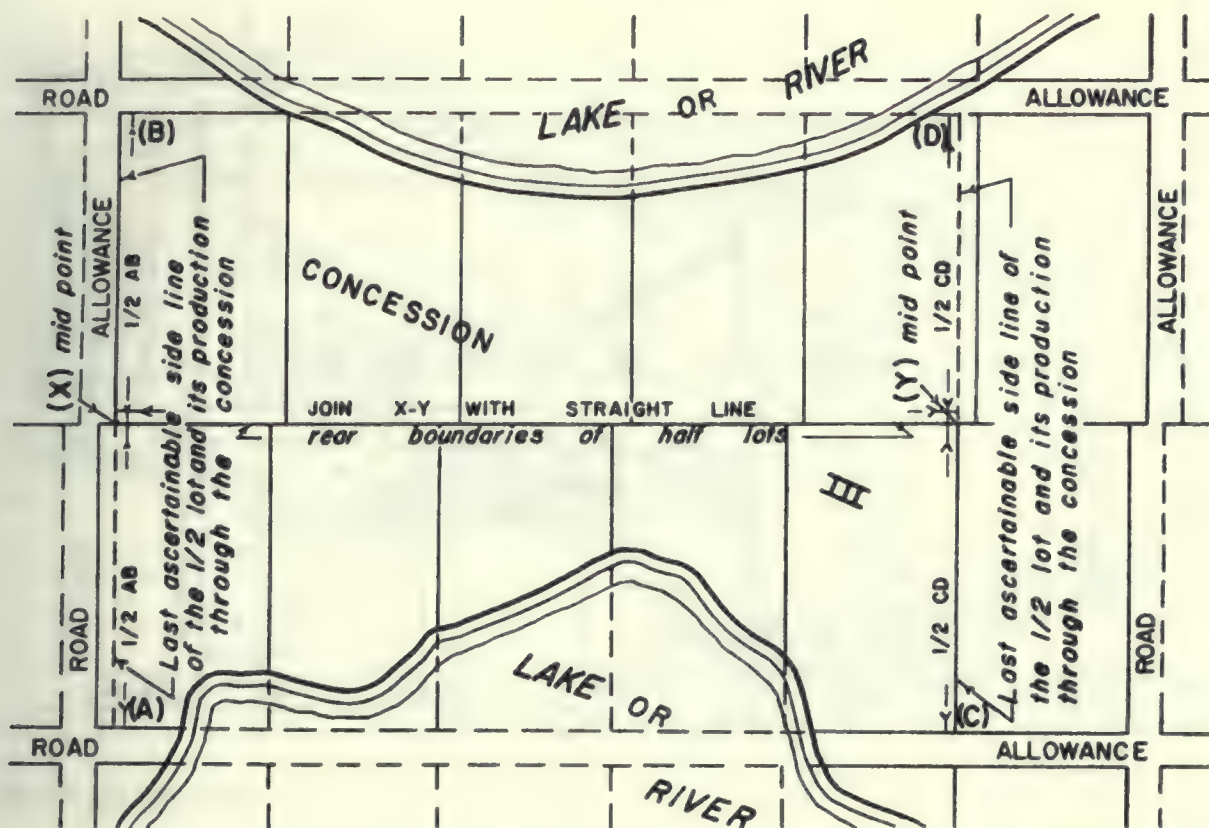 LAKE OR RIVER
ROAD
ALLOWANCE
(B)
(D)
ALLOWANCE
(X) mid point
1/2 AB
Last ascertainable side line
of the 1/2 lot and its production
through the concession
CONCESSION
(Y) mid point
1/2 CD
Last ascertainable side line of
the 1/2 lot and its production
through the concession
ALLOWANCE
JOIN X-Y WITH STRAIGHT LINE
rear boundaries of half lots
III
ROAD
1/2 AB
(A)
1/2 CD
(C)
ROAD
LAKE OR
RIVER
ROAD
ALLOWANCE